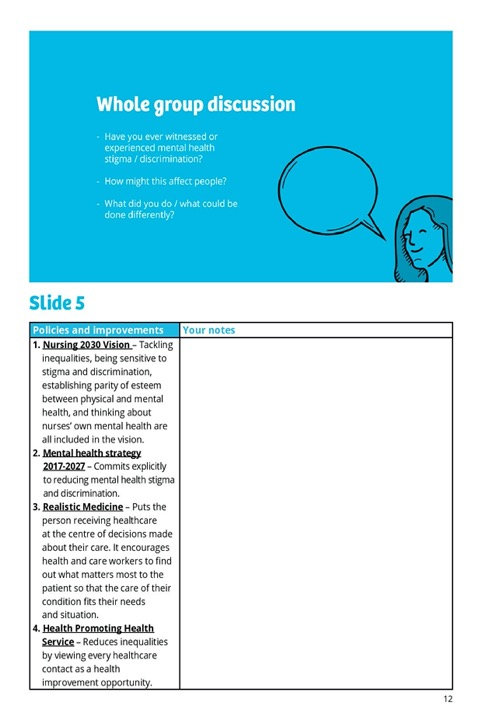 Whole group discussion
- Have you ever witnessed or
experienced mental health
stigma / discrimination?
- How might this affect people?
- What did you do / what could be
done differently?
Slide 5
Policies and improvements
Your notes
1. Nursing 2030 Vision – Tackling
inequalities, being sensitive to
stigma and discrimination,
establishing parity of esteem
between physical and mental
health, and thinking about
nurses’ own mental health are
all included in the vision.
2. Mental health strategy
2017-2027 – Commits explicitly
to reducing mental health stigma
and discrimination.
3. Realistic Medicine – Puts the
person receiving healthcare
at the centre of decisions made
about their care. It encourages
health and care workers to find
out what matters most to the
patient so that the care of their
condition fits their needs
and situation.
4. Health Promoting Health
Service – Reduces inequalities
by viewing every healthcare
contact as a health
improvement opportunity.
12